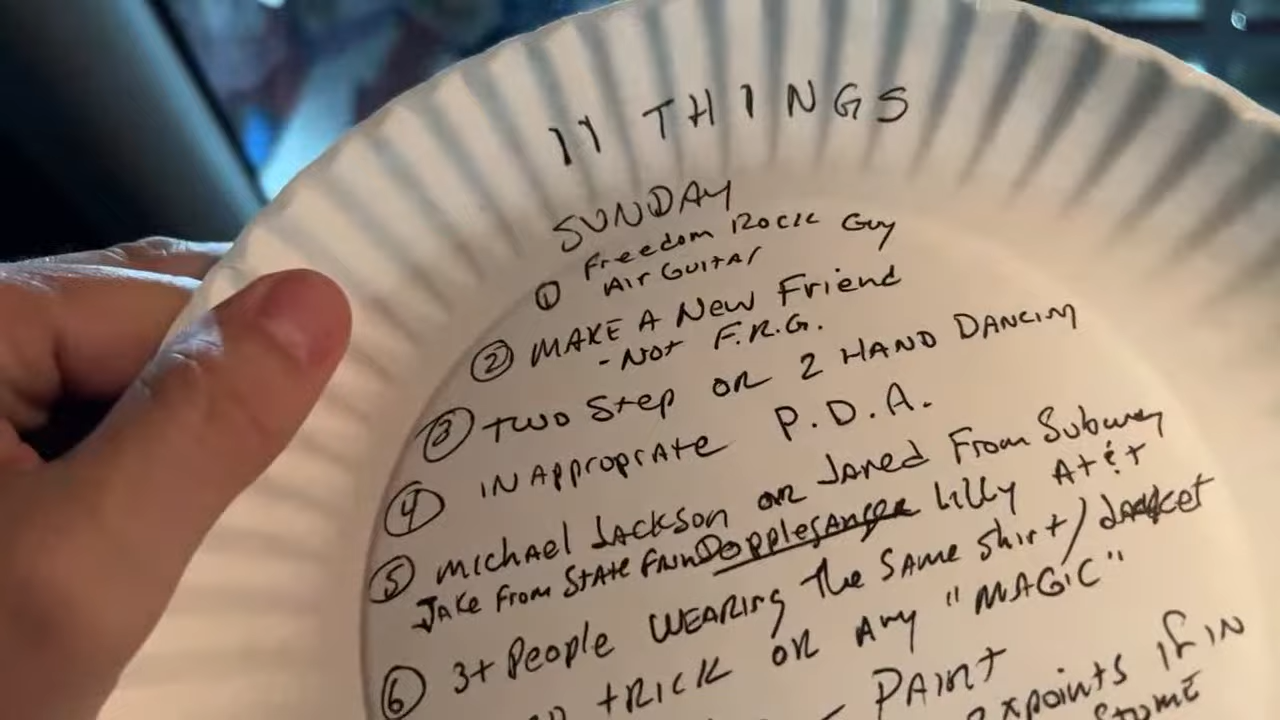 11 THINGS
SUNDAY
① Freedom Rock Guy
Air Guitar
② MAKE A New Friend
- Not F.R.G.
③ Two Step or 2 HAND DANCING
④ INAppropriate P.D.A.
⑤ Michael Jackson or Jared From Subway
Jake From State Farm Dopplegangers Lilly At&t
⑥ 3+ People WEARING The SAME Shirt/Jacket
trick or Any "MAGIC"
PAINT
2xpoints if in